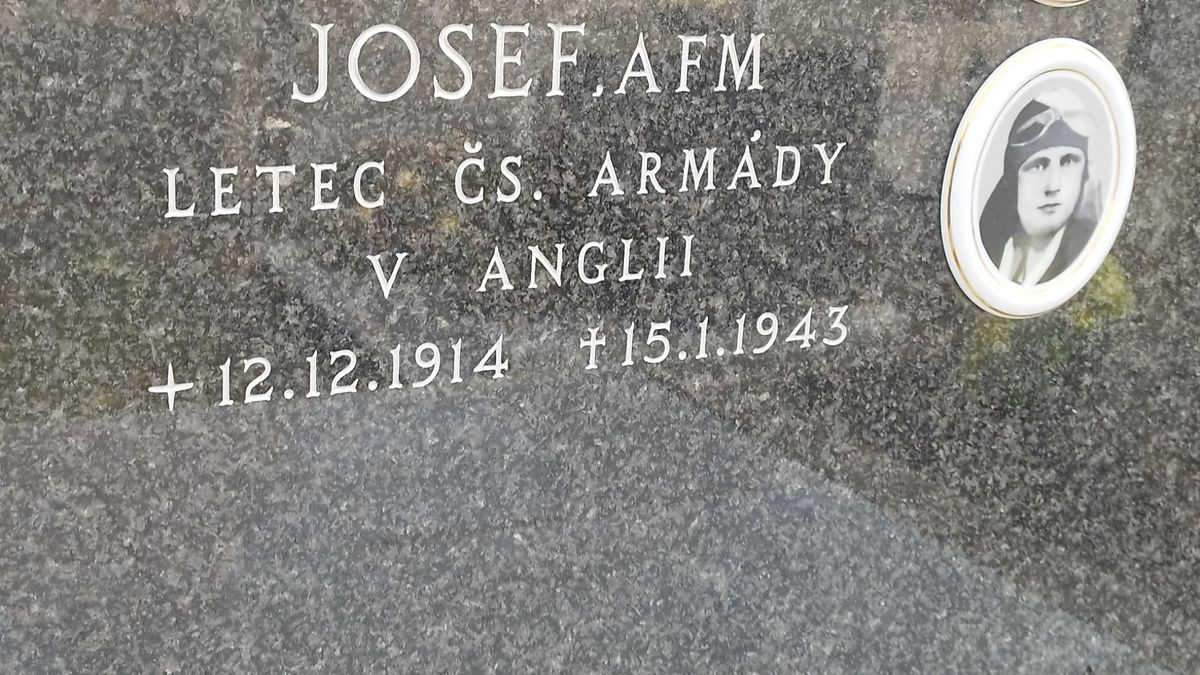 JOSEF. AFM
LETEC ČS. ARMÁDY
V ANGLII
+ 12.12.1914 †15.1.1943